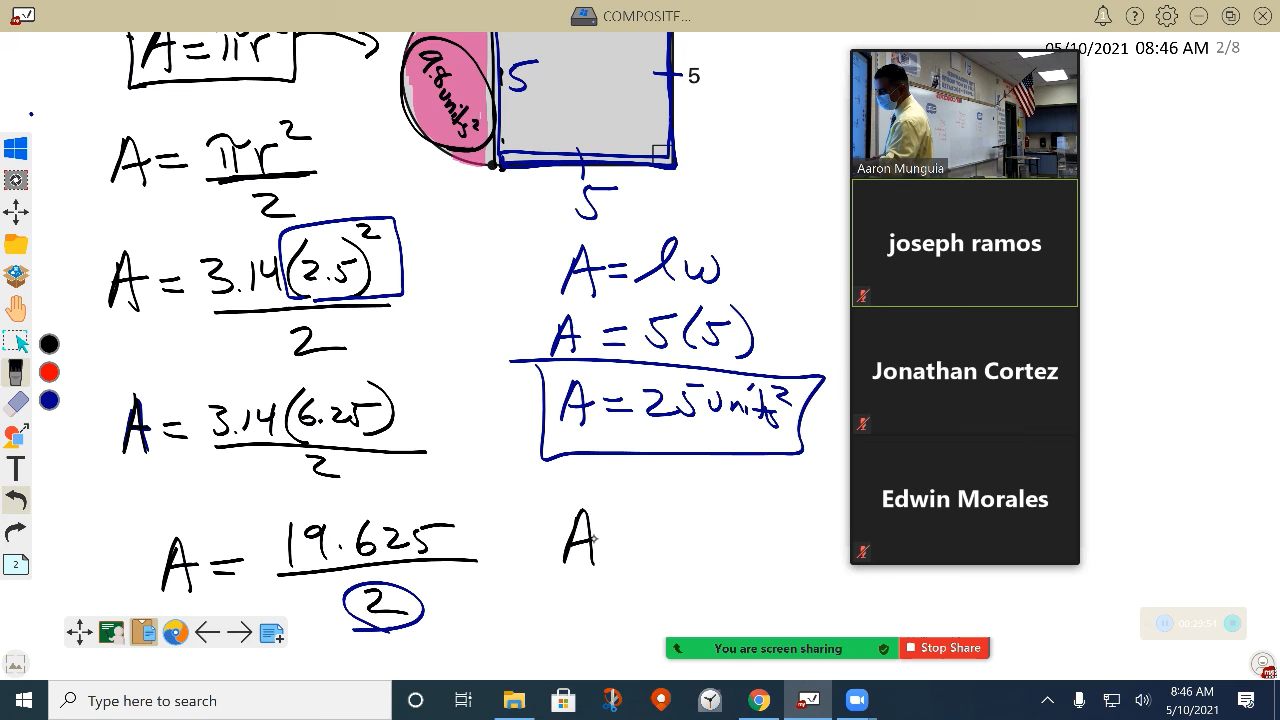 COMPOSITE...
05/10/2021 08:46 AM 2/8
A = πr²
9.8 units²
5
5
5
A = πr²
2
A = 3.14(2.5)²
2
A = 3.14(6.25)
2
A = 19.625
2
A = lw
A = 5(5)
A = 25 units²
A
Aaron Munguia
joseph ramos
Jonathan Cortez
Edwin Morales
00:29:54
You are screen sharing
Stop Share
Type here to search
8:46 AM
5/10/2021